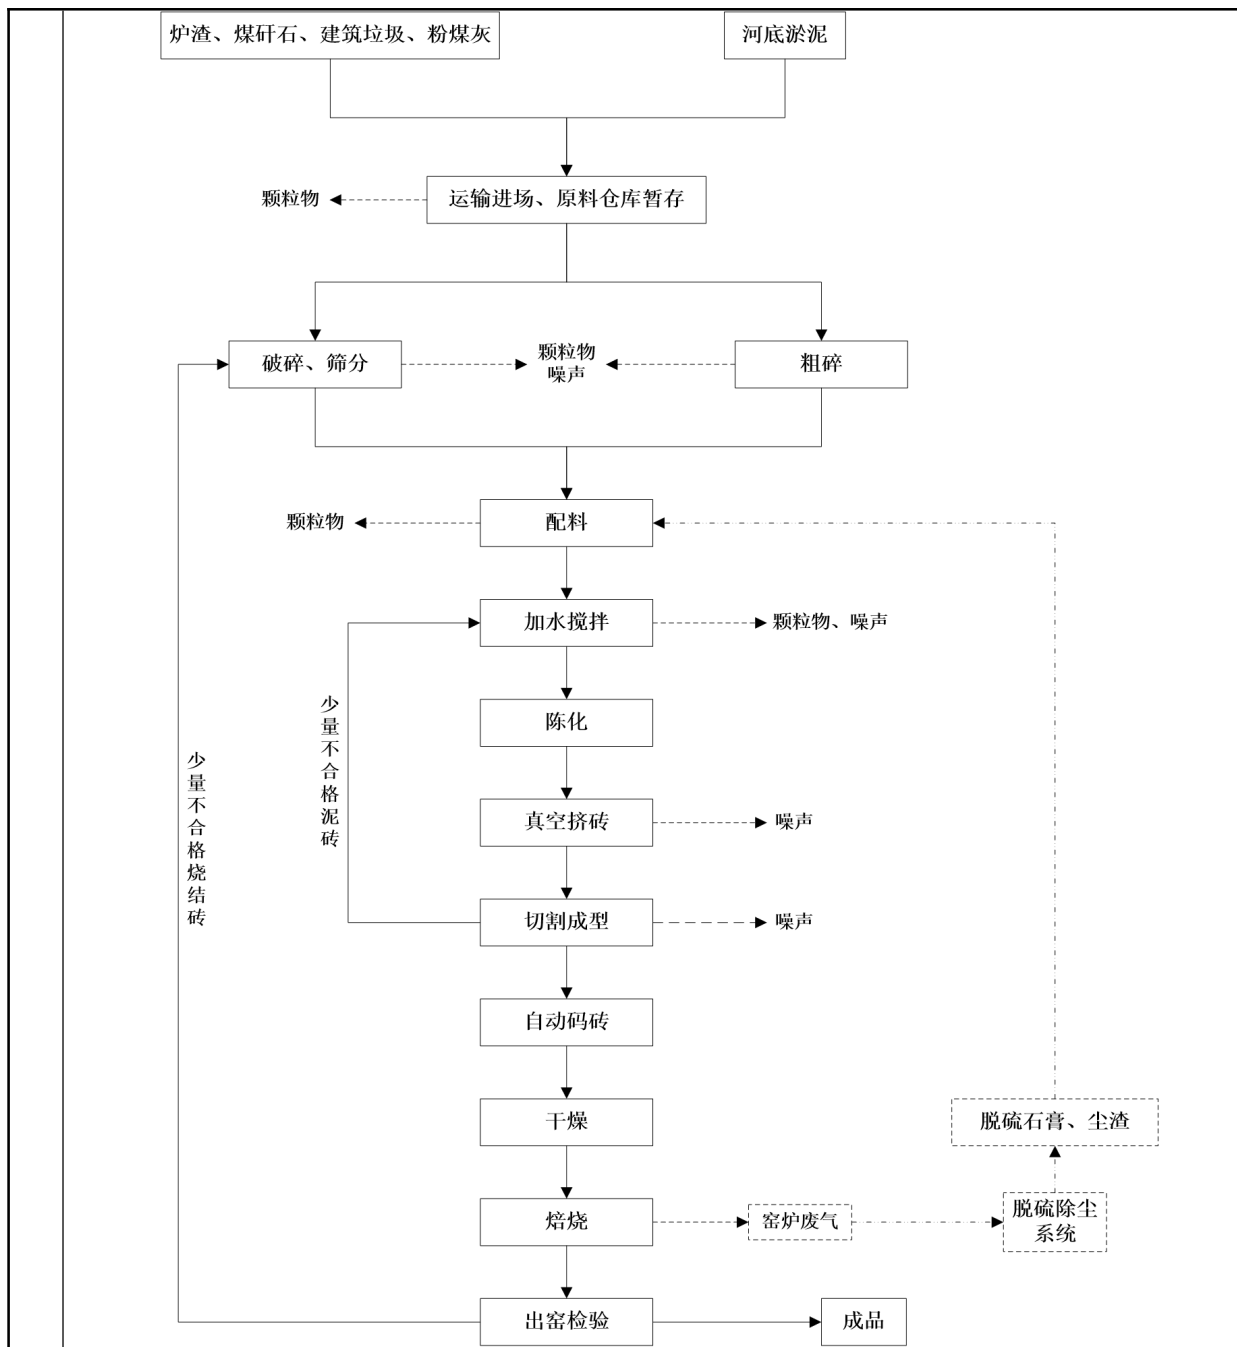 炉渣、煤矸石、建筑垃圾、粉煤灰
河底淤泥
颗粒物
运输进场、原料仓库暂存
破碎、筛分
颗粒物
噪声
粗碎
颗粒物
配料
加水搅拌
颗粒物、噪声
少量不合格泥砖
陈化
少量不合格烧结砖
真空挤砖
噪声
切割成型
噪声
自动码砖
干燥
脱硫石膏、尘渣
焙烧
窑炉废气
脱硫除尘
系统
出窑检验
成品